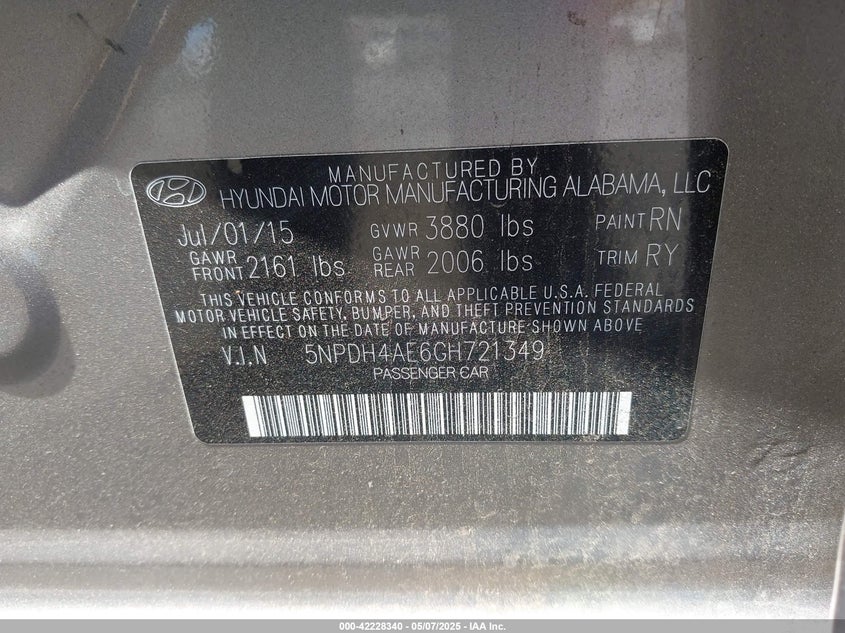 MANUFACTURED BY
HYUNDAI MOTOR MANUFACTURING ALABAMA, LLC
Jul/01/15 GVWR 3880 lbs PAINT RN
GAWR FRONT 2161 lbs GAWR REAR 2006 lbs TRIM RY
THIS VEHICLE CONFORMS TO ALL APPLICABLE U.S.A. FEDERAL
MOTOR VEHICLE SAFETY, BUMPER, AND THEFT PREVENTION STANDARDS
IN EFFECT ON THE DATE OF MANUFACTURE SHOWN ABOVE
V.I.N 5NPDH4AE6GH721349
PASSENGER CAR
000-42228340 — 05/07/2025 - IAA Inc.